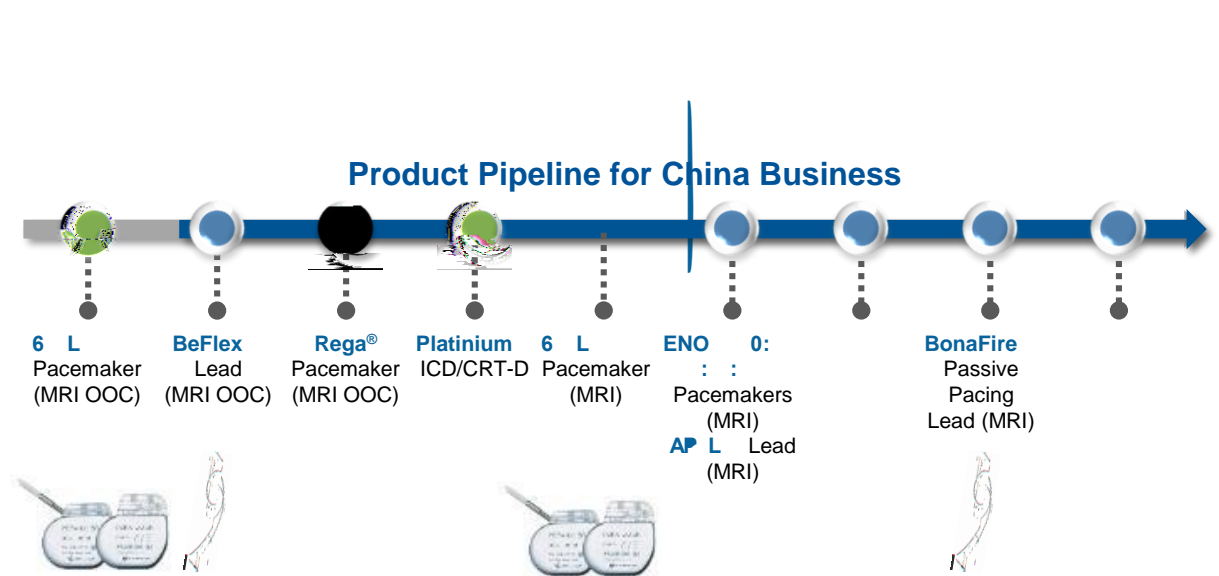 Product Pipeline for China Business
6 L
Pacemaker
(MRI OOC)
BeFlex
Lead
(MRI OOC)
Rega®
Pacemaker
(MRI OOC)
Platinium
ICD/CRT-D
6 L
Pacemaker
(MRI)
ENO 0:
: :
Pacemakers
(MRI)
AP L Lead
(MRI)
BonaFire
Passive
Pacing
Lead (MRI)